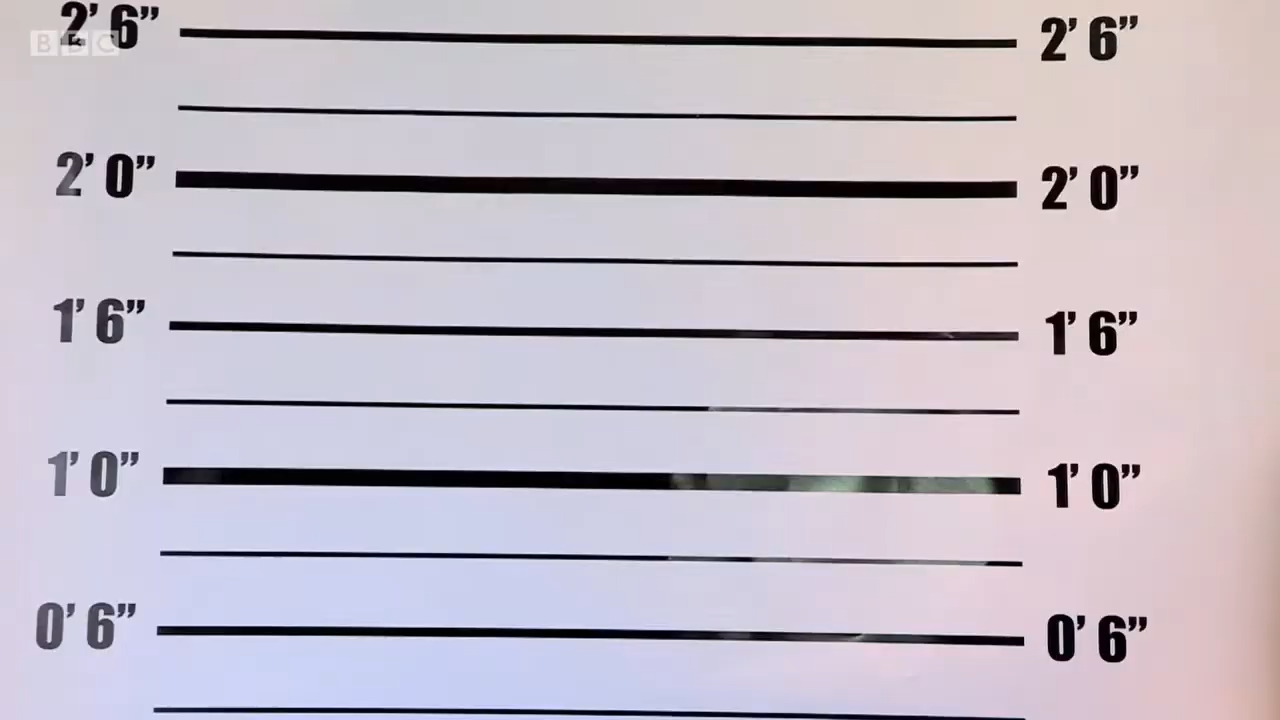 BBC
2’ 6” 2’ 6”
2’ 0” 2’ 0”
1’ 6” 1’ 6”
1’ 0” 1’ 0”
0’ 6” 0’ 6”